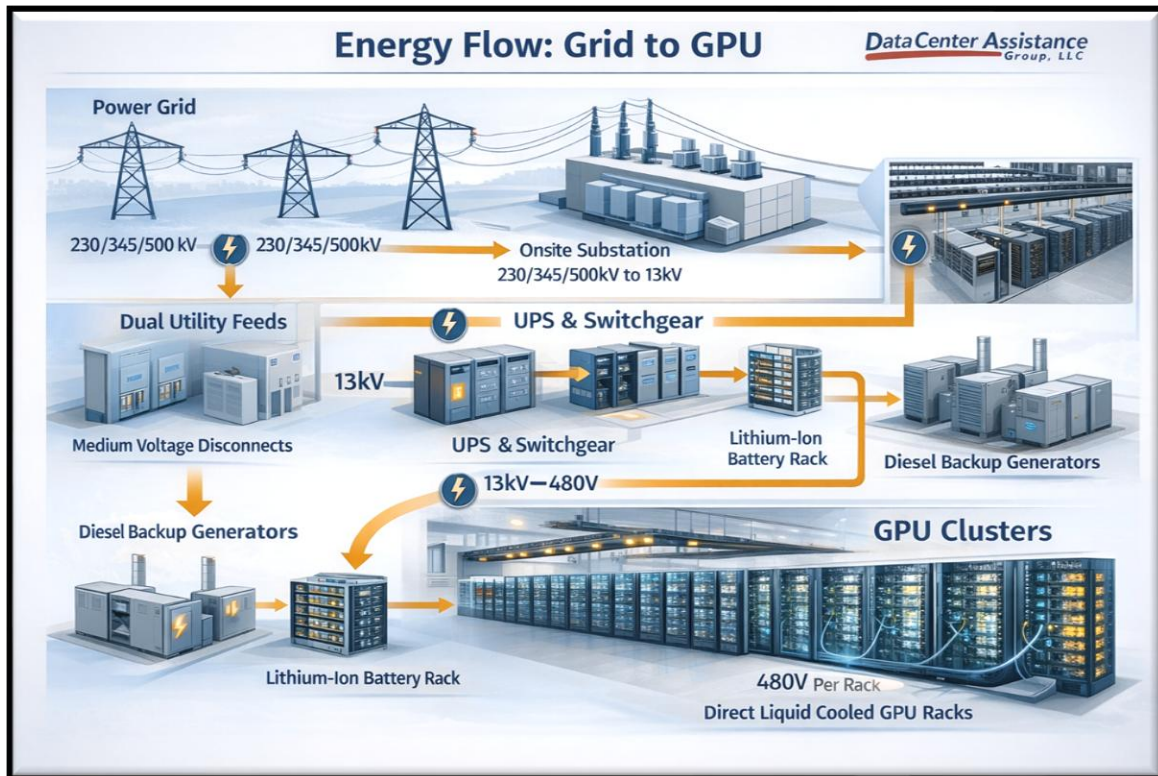 Energy Flow: Grid to GPU
Data Center Assistance
Group, LLC
Power Grid
230/345/500 kV
230/345/500kV
Onsite Substation
230/345/500kV to 13kV
Dual Utility Feeds
UPS & Switchgear
13kV
Medium Voltage Disconnects
UPS & Switchgear
Lithium-Ion
Battery Rack
Diesel Backup Generators
13kV—480V
Diesel Backup Generators
GPU Clusters
Lithium-Ion Battery Rack
480V Per Rack
Direct Liquid Cooled GPU Racks